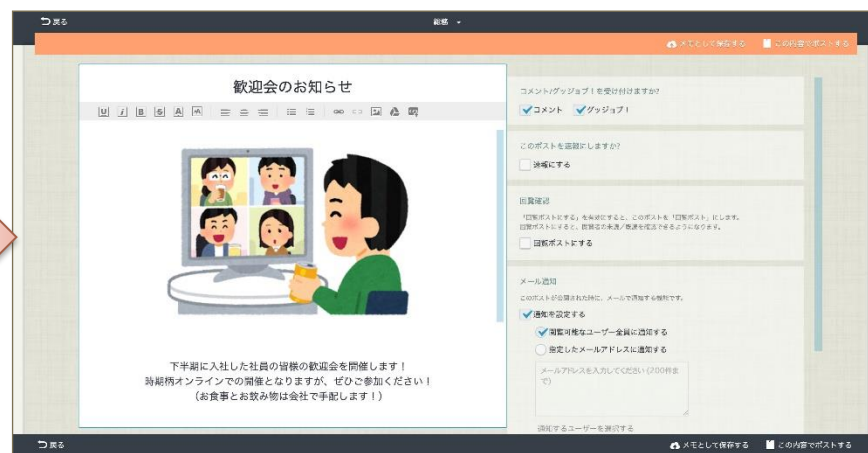 戻る
総務
メモとして保存する
この内容でポストする
歓迎会のお知らせ
下半期に入社した社員の皆様の歓迎会を開催します！
時期柄オンラインでの開催となりますが、ぜひご参加ください！
（お食事とお飲み物は会社で手配します！）
コメント/グッジョブ！を受け付けますか?
コメント
グッジョブ！
このポストを速報にしますか?
速報にする
回覧確認
「回覧ポストにする」を有効にすると、このポストを「回覧ポスト」にします。
回覧ポストにすると、閲覧者の未読／既読を確認できるようになります。
回覧ポストにする
メール通知
このポストが公開された時に、メールで通知する機能です。
通知を設定する
閲覧可能なユーザー全員に通知する
指定したメールアドレスに通知する
メールアドレスを入力してください (200件まで)
通知するユーザーを選択する
戻る
メモとして保存する
この内容でポストする